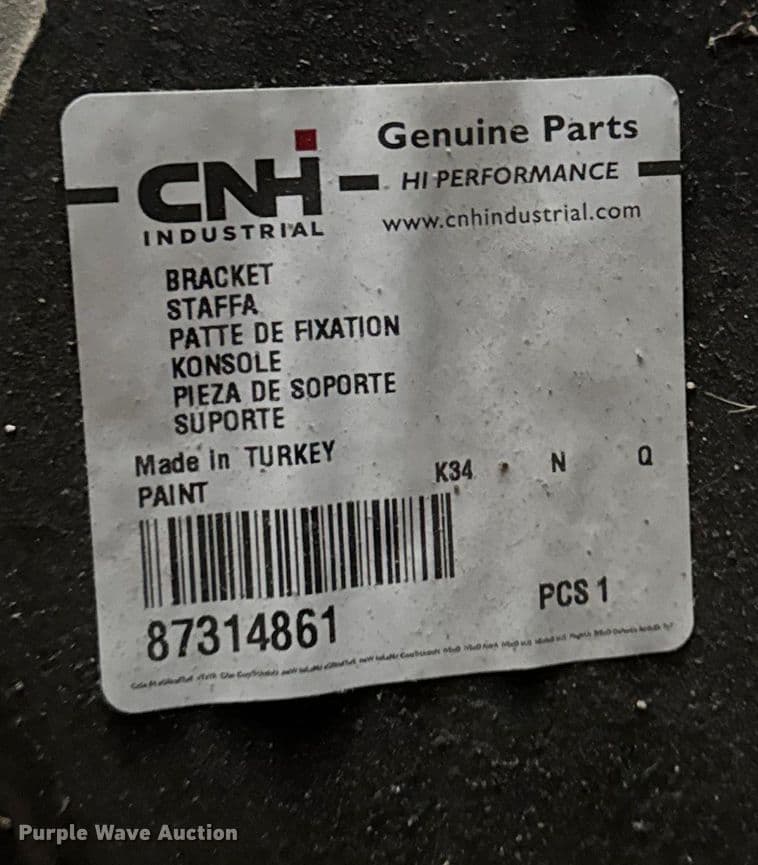 CNH
INDUSTRIAL
Genuine Parts
HI PERFORMANCE
www.cnhindustrial.com
BRACKET
STAFFA
PATTE DE FIXATION
KONSOLE
PIEZA DE SOPORTE
SUPORTE
Made in TURKEY
PAINT
K34 N Q
87314861
PCS 1
Purple Wave Auction